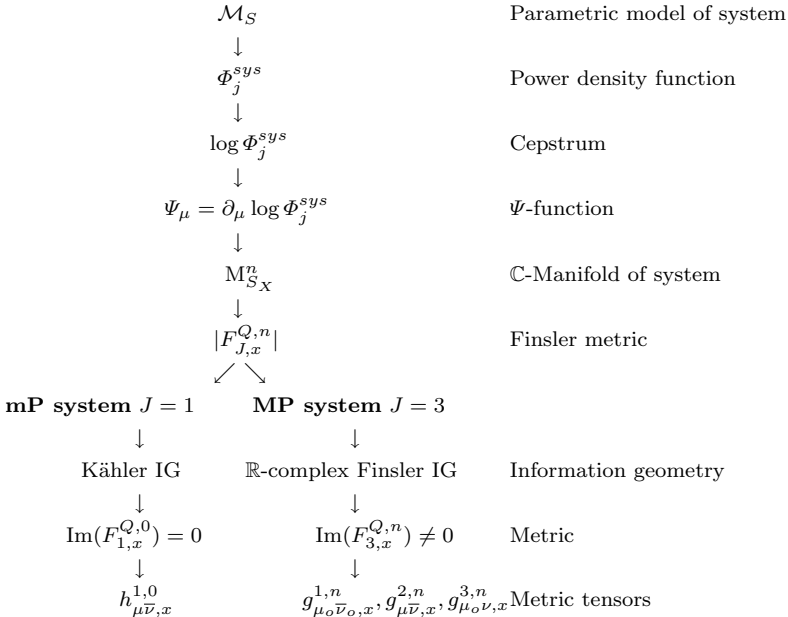 𝓜_S Parametric model of system
↓
Φ_j^{sys} Power density function
↓
log Φ_j^{sys} Cepstrum
↓
Ψ_μ = ∂_μ log Φ_j^{sys} Ψ-function
↓
M^n_{S_X} ℂ-Manifold of system
↓
|F^{Q,n}_{J,x}| Finsler metric
↙ ↘
mP system J = 1 MP system J = 3
↓ ↓
Kähler IG ℝ-complex Finsler IG Information geometry
↓ ↓
Im(F^{Q,0}_{1,x}) = 0 Im(F^{Q,n}_{3,x}) ≠ 0 Metric
↓ ↓
h^{1,0}_{μν̅,x} g^{1,n}_{μ_oν̅_o,x}, g^{2,n}_{μν̅,x}, g^{3,n}_{μ_oν,x} Metric tensors